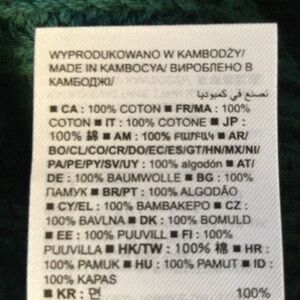 WYPRODUKOWANO W KAMBODŻY/
MADE IN KAMBOCYA/ ВИРОБЛЕНО В
КАМБОДЖІ/
تصنع في كمبوديا
■ CA : 100% COTON ■ FR/MA : 100%
COTON ■ IT : 100% COTONE ■ JP :
100% 綿 ■ AM : 100% ԲԱՄԲԱԿ ■ AR/
BO/CL/CO/CR/DO/EC/ES/GT/HN/MX/NI/
PA/PE/PY/SV/UY : 100% algodón ■ AT/
DE : 100% BAUMWOLLE ■ BG : 100%
ПАМУК ■ BR/PT : 100% ALGODÃO
■ CY/EL : 100% ΒΑΜΒΑΚΕΡΟ ■ CZ :
100% BAVLNA ■ DK : 100% BOMULD
■ EE : 100% PUUVILL ■ FI : 100%
PUUVILLA ■ HK/TW : 100% 棉 ■ HR :
100% PAMUK ■ HU : 100% PAMUT ■ ID :
100% KAPAS
■ KR : 면 100%